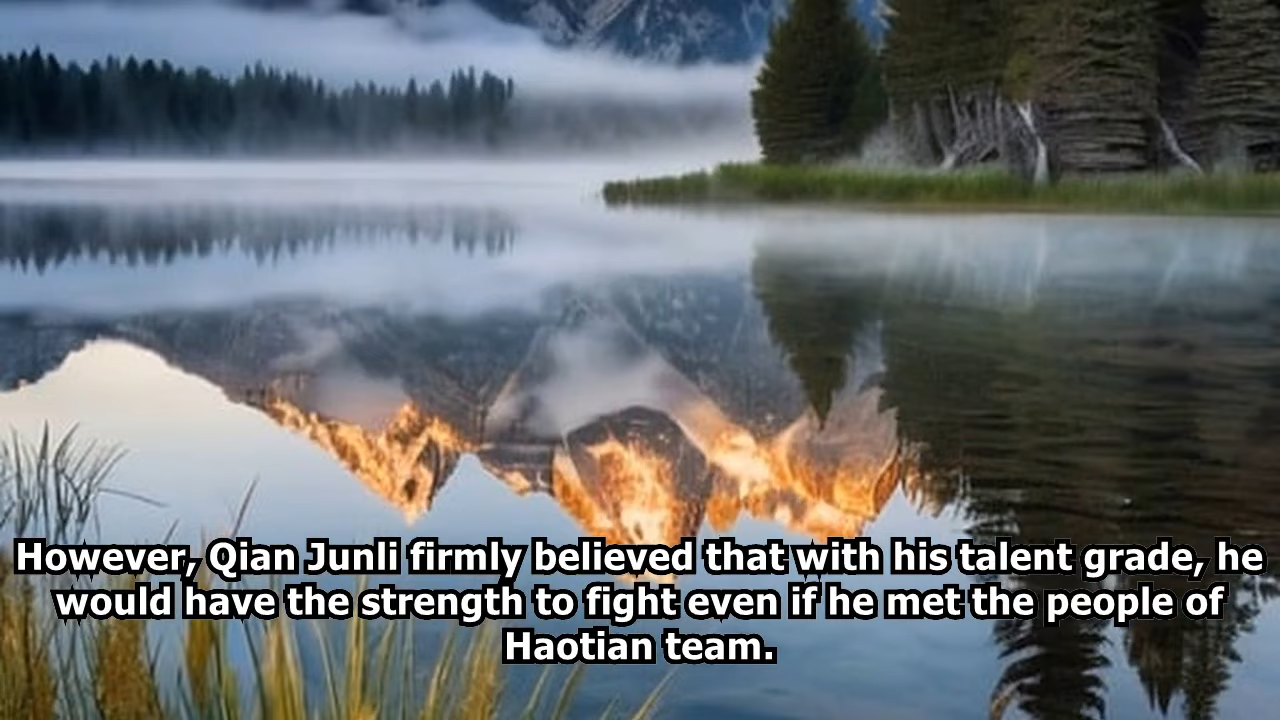 However, Qian Junli firmly believed that with his talent grade, he
would have the strength to fight even if he met the people of
Haotian team.